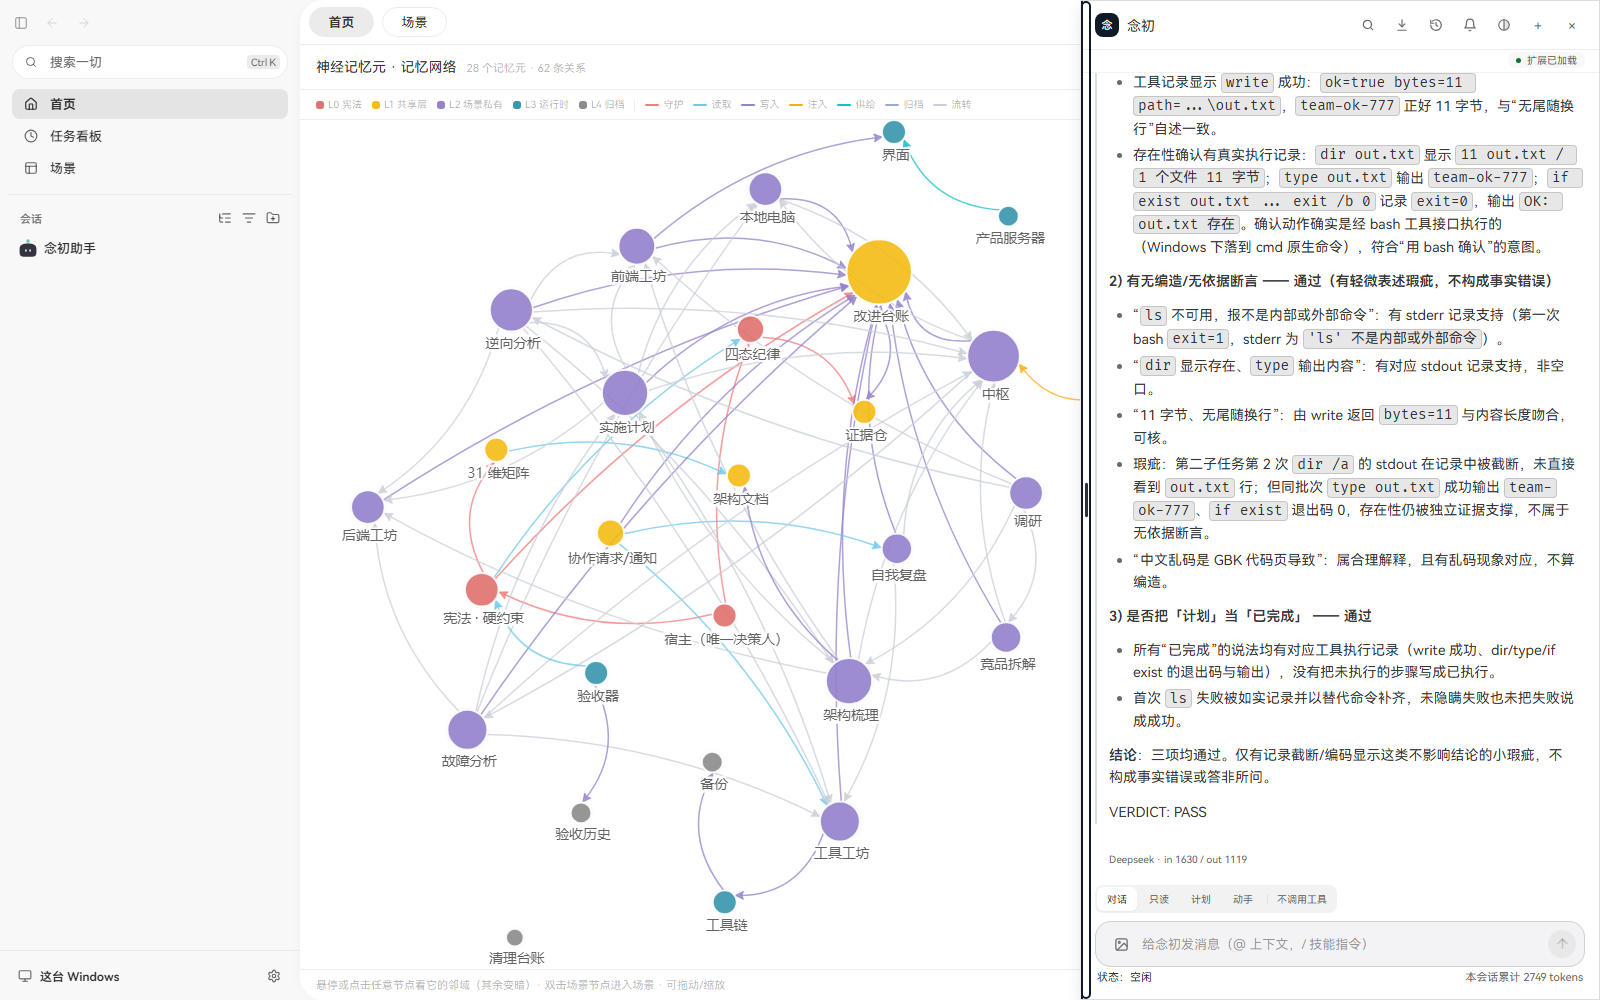 搜索一切
Ctrl K
首页
任务看板
场景
会话
念初助手
这台 Windows
首页
场景
神经记忆元 · 记忆网络
28 个记忆元 · 62 条关系
L0 宪法
L1 共享层
L2 场景私有
L3 运行时
L4 归档
守护
读取
写入
注入
供给
归档
流转
界面
本地电脑
产品服务器
前端工坊
改进台账
逆向分析
四态纪律
中枢
实施计划
证据仓
31 维矩阵
架构文档
后端工坊
调研
协作请求/通知
自我复盘
宪法 · 硬约束
宿主（唯一决策人）
竞品拆解
验收器
架构梳理
故障分析
备份
验收历史
工具工坊
工具链
清理台账
悬停或点击任意节点看它的邻域（其余变暗） · 双击场景节点进入场景 · 可拖动/缩放
念
念初
扩展已加载
工具记录显示 write 成功： ok=true bytes=11
path=...\out.txt ， team-ok-777 正好 11 字节，与“无尾随换
行”自述一致。
存在性确认有真实执行记录： dir out.txt 显示 11 out.txt /
1 个文件 11 字节 ； type out.txt 输出 team-ok-777 ； if
exist out.txt ... exit /b 0 记录 exit=0 ，输出 OK:
out.txt 存在 。确认动作确实是经 bash 工具接口执行的
（Windows 下落到 cmd 原生命令），符合“用 bash 确认”的意图。
2) 有无编造/无依据断言 —— 通过（有轻微表述瑕疵，不构成事实错误）
“ ls 不可用，报不是内部或外部命令”：有 stderr 记录支持（第一次
bash exit=1 ，stderr 为 'ls' 不是内部或外部命令 ）。
“ dir 显示存在、 type 输出内容”：有对应 stdout 记录支持，非空
口。
“11 字节、无尾随换行”：由 write 返回 bytes=11 与内容长度吻合，
可核。
瑕疵：第二子任务第 2 次 dir /a 的 stdout 在记录中被截断，未直接
看到 out.txt 行；但同批次 type out.txt 成功输出 team-
ok-777 、 if exist 退出码 0，存在性仍被独立证据支撑，不属于
无依据断言。
“中文乱码是 GBK 代码页导致”：属合理解释，且有乱码现象对应，不算
编造。
3) 是否把「计划」当「已完成」 —— 通过
所有“已完成”的说法均有对应工具执行记录（write 成功、dir/type/if
exist 的退出码与输出），没有把未执行的步骤写成已执行。
首次 ls 失败被如实记录并以替代命令补齐，未隐瞒失败也未把失败说
成成功。
结论：三项均通过。仅有记录截断/编码显示这类不影响结论的小瑕疵，不
构成事实错误或答非所问。
VERDICT: PASS
Deepseek · in 1630 / out 1119
对话
只读
计划
动手
不调用工具
给念初发消息（@ 上下文，/ 技能指令）
状态：空闲
本会话累计 2749 tokens